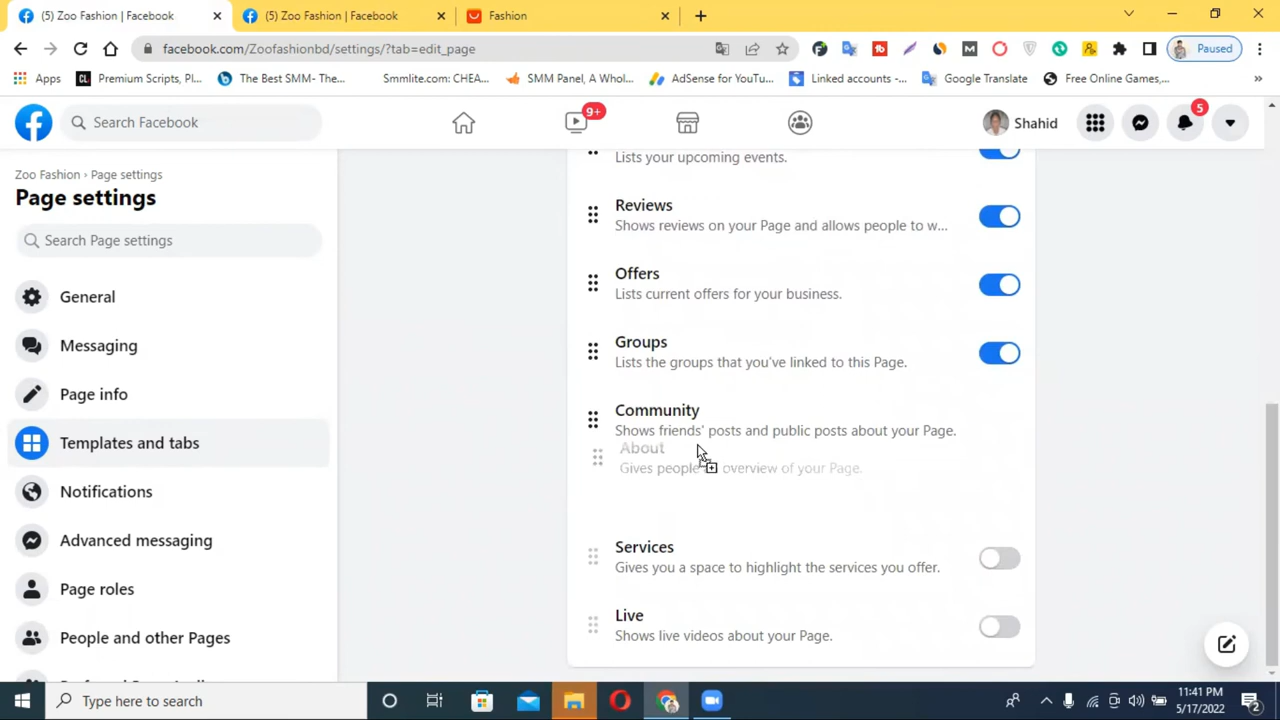 (5) Zoo Fashion | Facebook
(5) Zoo Fashion | Facebook
Fashion
facebook.com/Zoofashionbd/settings/?tab=edit_page
Paused
Apps
Premium Scripts, Pl...
The Best SMM- The...
Smmlite.com: CHEA...
SMM Panel, A Whol...
AdSense for YouTu...
Linked accounts -...
Google Translate
Free Online Games,...
»
Search Facebook
9+
Shahid
5
Zoo Fashion › Page settings
Page settings
Search Page settings
General
Messaging
Page info
Templates and tabs
Notifications
Advanced messaging
Page roles
People and other Pages
Lists your upcoming events.
Reviews
Shows reviews on your Page and allows people to w...
Offers
Lists current offers for your business.
Groups
Lists the groups that you've linked to this Page.
Community
Shows friends' posts and public posts about your Page.
About
Gives people overview of your Page.
Services
Gives you a space to highlight the services you offer.
Live
Shows live videos about your Page.
Type here to search
11:41 PM
5/17/2022
2